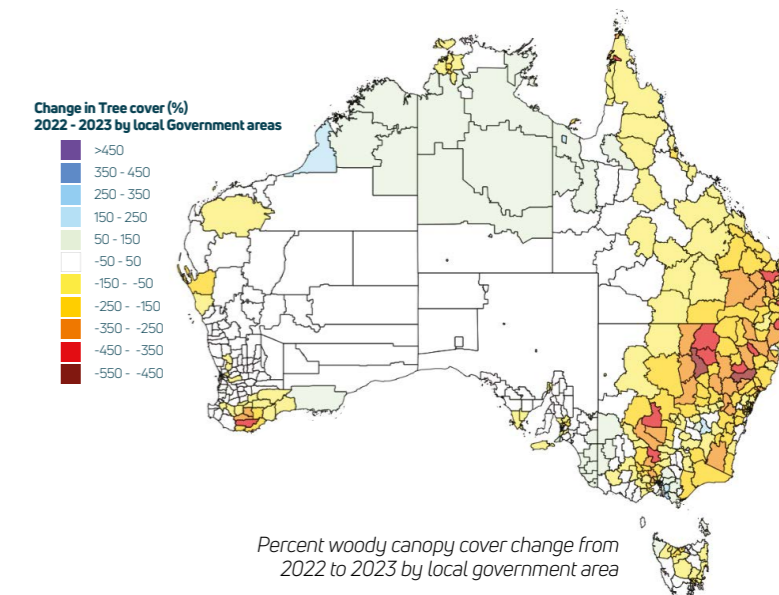 Change in Tree cover (%)
2022 - 2023 by local Government areas
>450
350 - 450
250 - 350
150 - 250
50 - 150
-50 - 50
-150 - -50
-250 - -150
-350 - -250
-450 - -350
-550 - -450
Percent woody canopy cover change from
2022 to 2023 by local government area